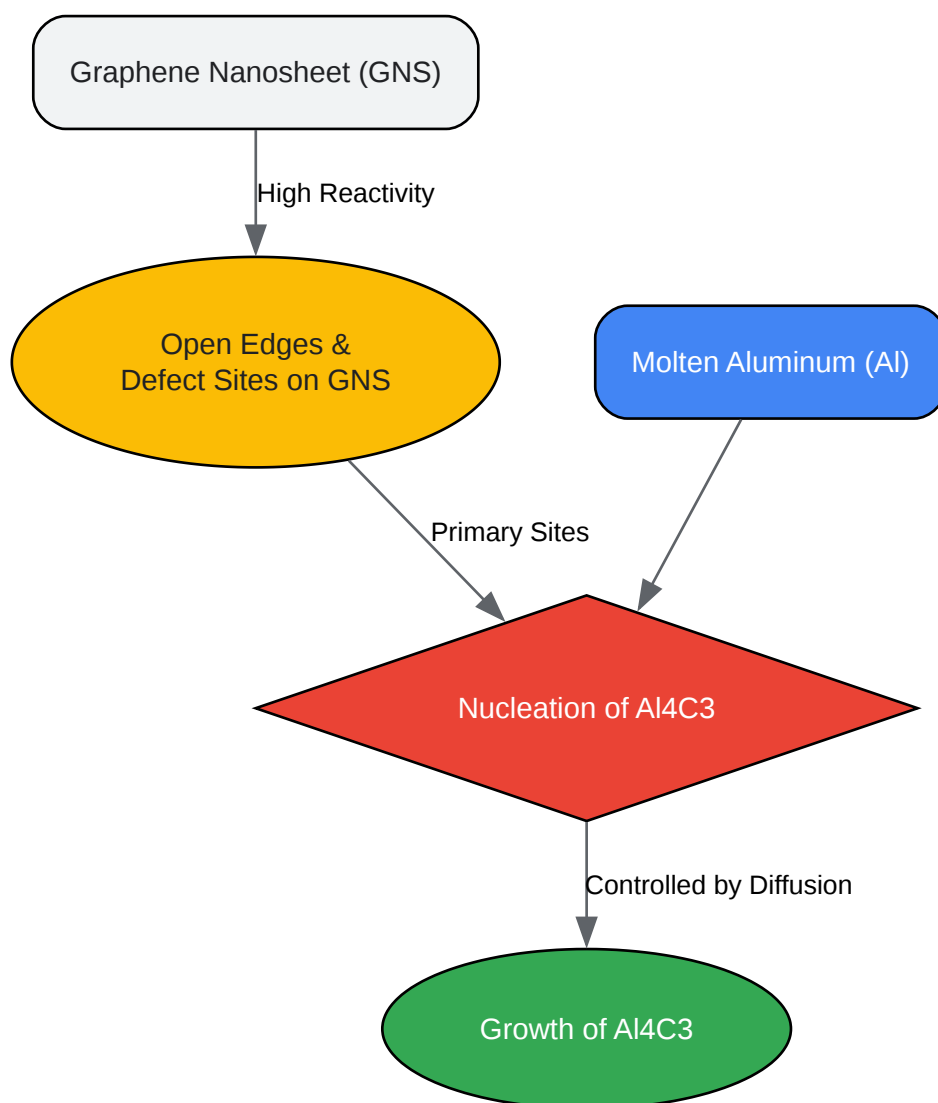 Graphene Nanosheet (GNS)
High Reactivity
Open Edges &
Defect Sites on GNS
Molten Aluminum (Al)
Primary Sites
Nucleation of Al4C3
Controlled by Diffusion
Growth of Al4C3